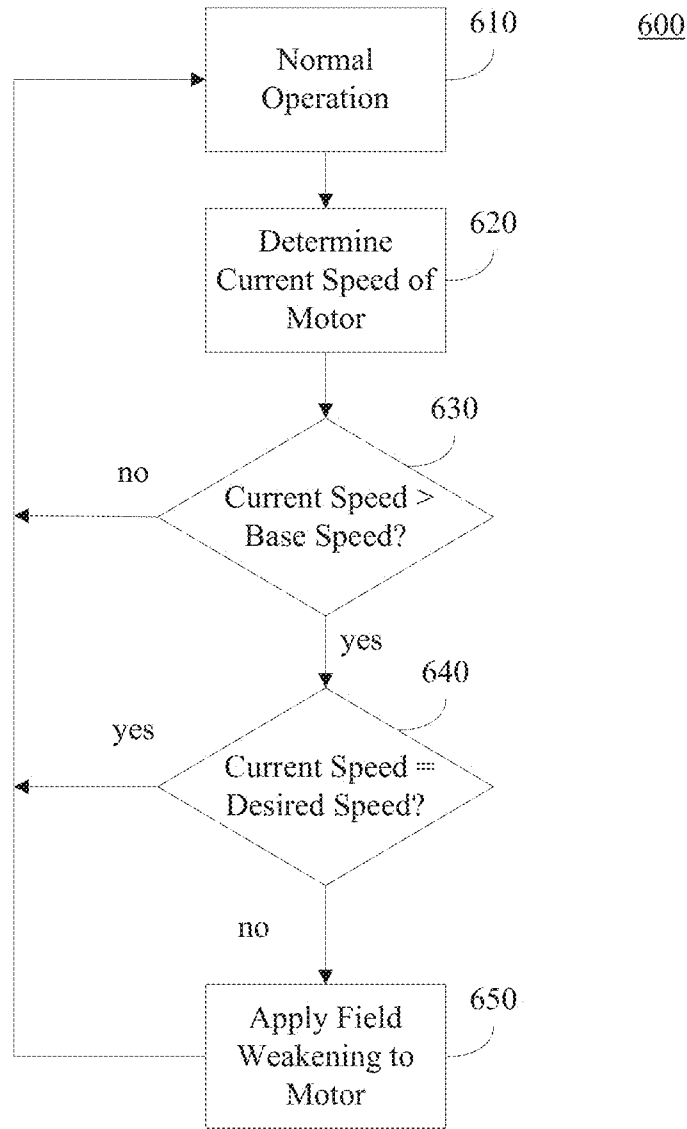 600
610
Normal
Operation
620
Determine
Current Speed of
Motor
630
no
Current Speed >
Base Speed?
yes
640
yes
Current Speed =
Desired Speed?
no
650
Apply Field
Weakening to
Motor